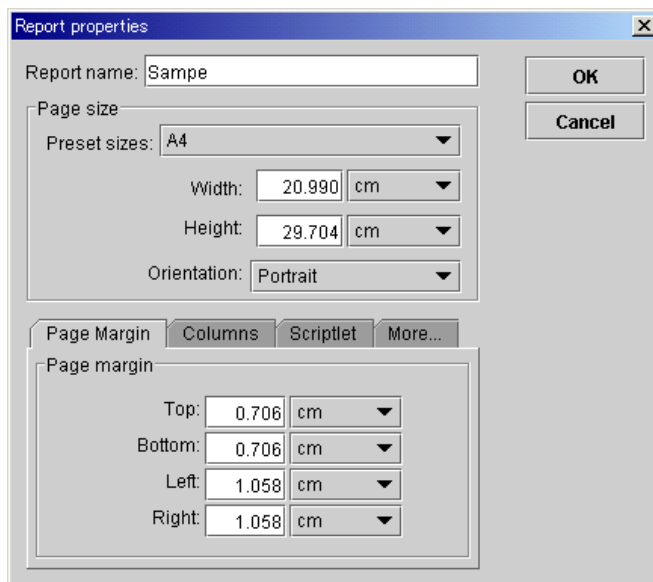 Report properties
Report name: Sampe
OK
Page size
Preset sizes: A4
Cancel
Width: 20.990 cm
Height: 29.704 cm
Orientation: Portrait
Page Margin Columns Scriptlet More...
Page margin
Top: 0.706 cm
Bottom: 0.706 cm
Left: 1.058 cm
Right: 1.058 cm